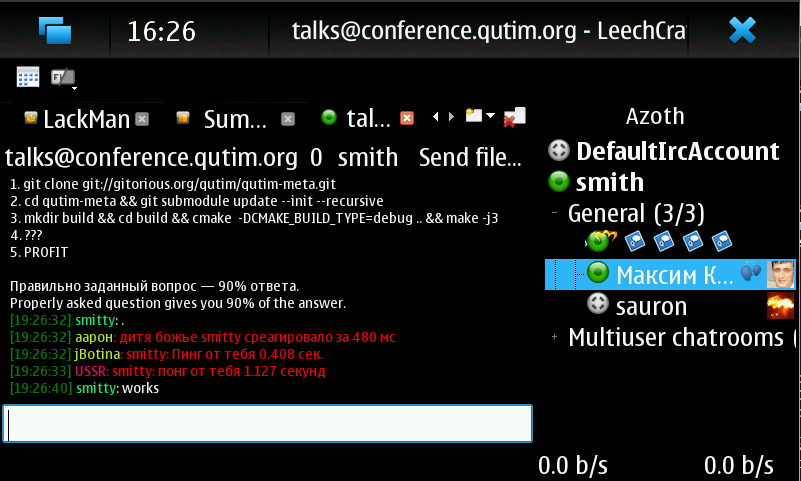 16:26 talks@conference.qutim.org - LeechCra
LackMan Sum... tal...
talks@conference.qutim.org 0 smith Send file...
1. git clone git://gitorious.org/qutim/qutim-meta.git
2. cd qutim-meta && git submodule update --init --recursive
3. mkdir build && cd build && cmake -DCMAKE_BUILD_TYPE=debug .. && make -j3
4. ???
5. PROFIT
Правильно заданный вопрос — 90% ответа.
Properly asked question gives you 90% of the answer.
[19:26:32] smitty: .
[19:26:32] аарон: дитя божье smitty среагировало за 480 мс
[19:26:32] jBotina: smitty: Пинг от тебя 0.408 сек.
[19:26:33] USSR: smitty: понг от тебя 1.127 секунд
[19:26:40] smitty: works
Azoth
DefaultIrcAccount
smith
General (3/3)
Максим К...
sauron
Multiuser chatrooms (
0.0 b/s 0.0 b/s